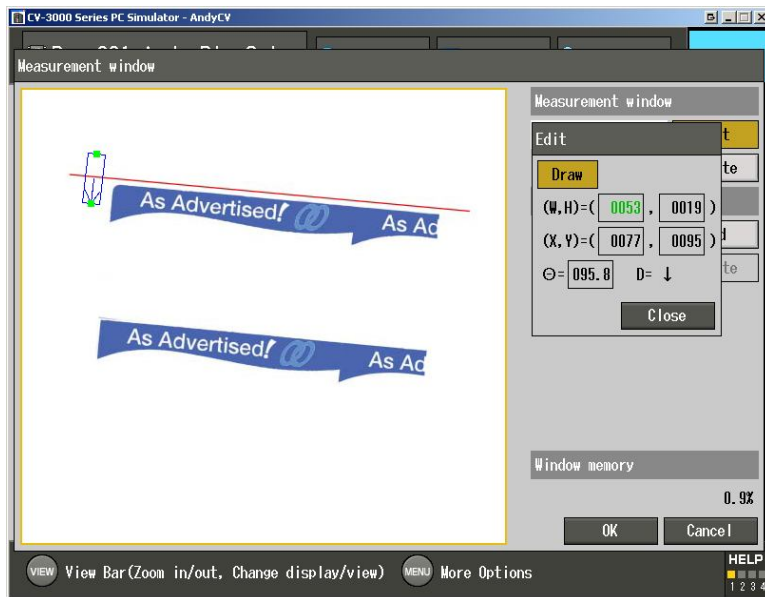 CV-3000 Series PC Simulator - AndyCV
Measurement window
Measurement window
Edit
Draw
(W,H)=( 0053 , 0019 )
(X,Y)=( 0077 , 0095 )
Θ= 095.8 D= ↓
Close
te
te
As Advertised! As Ad
As Advertised! As Ad
Window memory
0.9%
OK Cancel
VIEW View Bar(Zoom in/out, Change display/view) MENU More Options
HELP
1 2 3 4